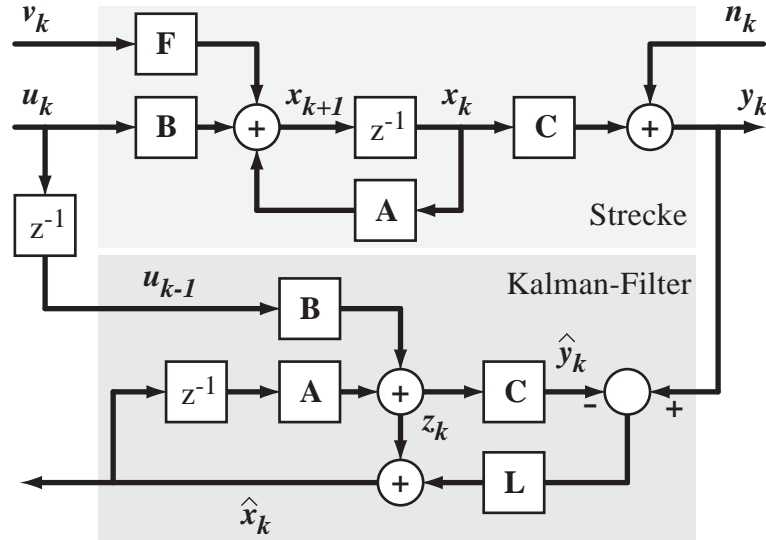 v_k
F
n_k
u_k
B
+
x_{k+1}
z^{-1}
x_k
C
+
y_k
A
z^{-1}
Strecke
Kalman-Filter
u_{k-1}
B
ŷ_k
z^{-1}
A
+
C
-
+
z_k
+
L
x̂_k